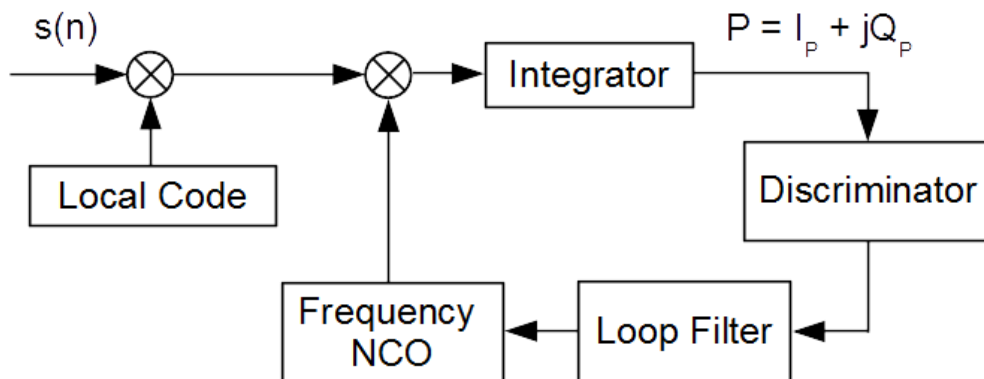 s(n)
P = I_P + jQ_P
Integrator
Local Code
Discriminator
Frequency
NCO
Loop Filter